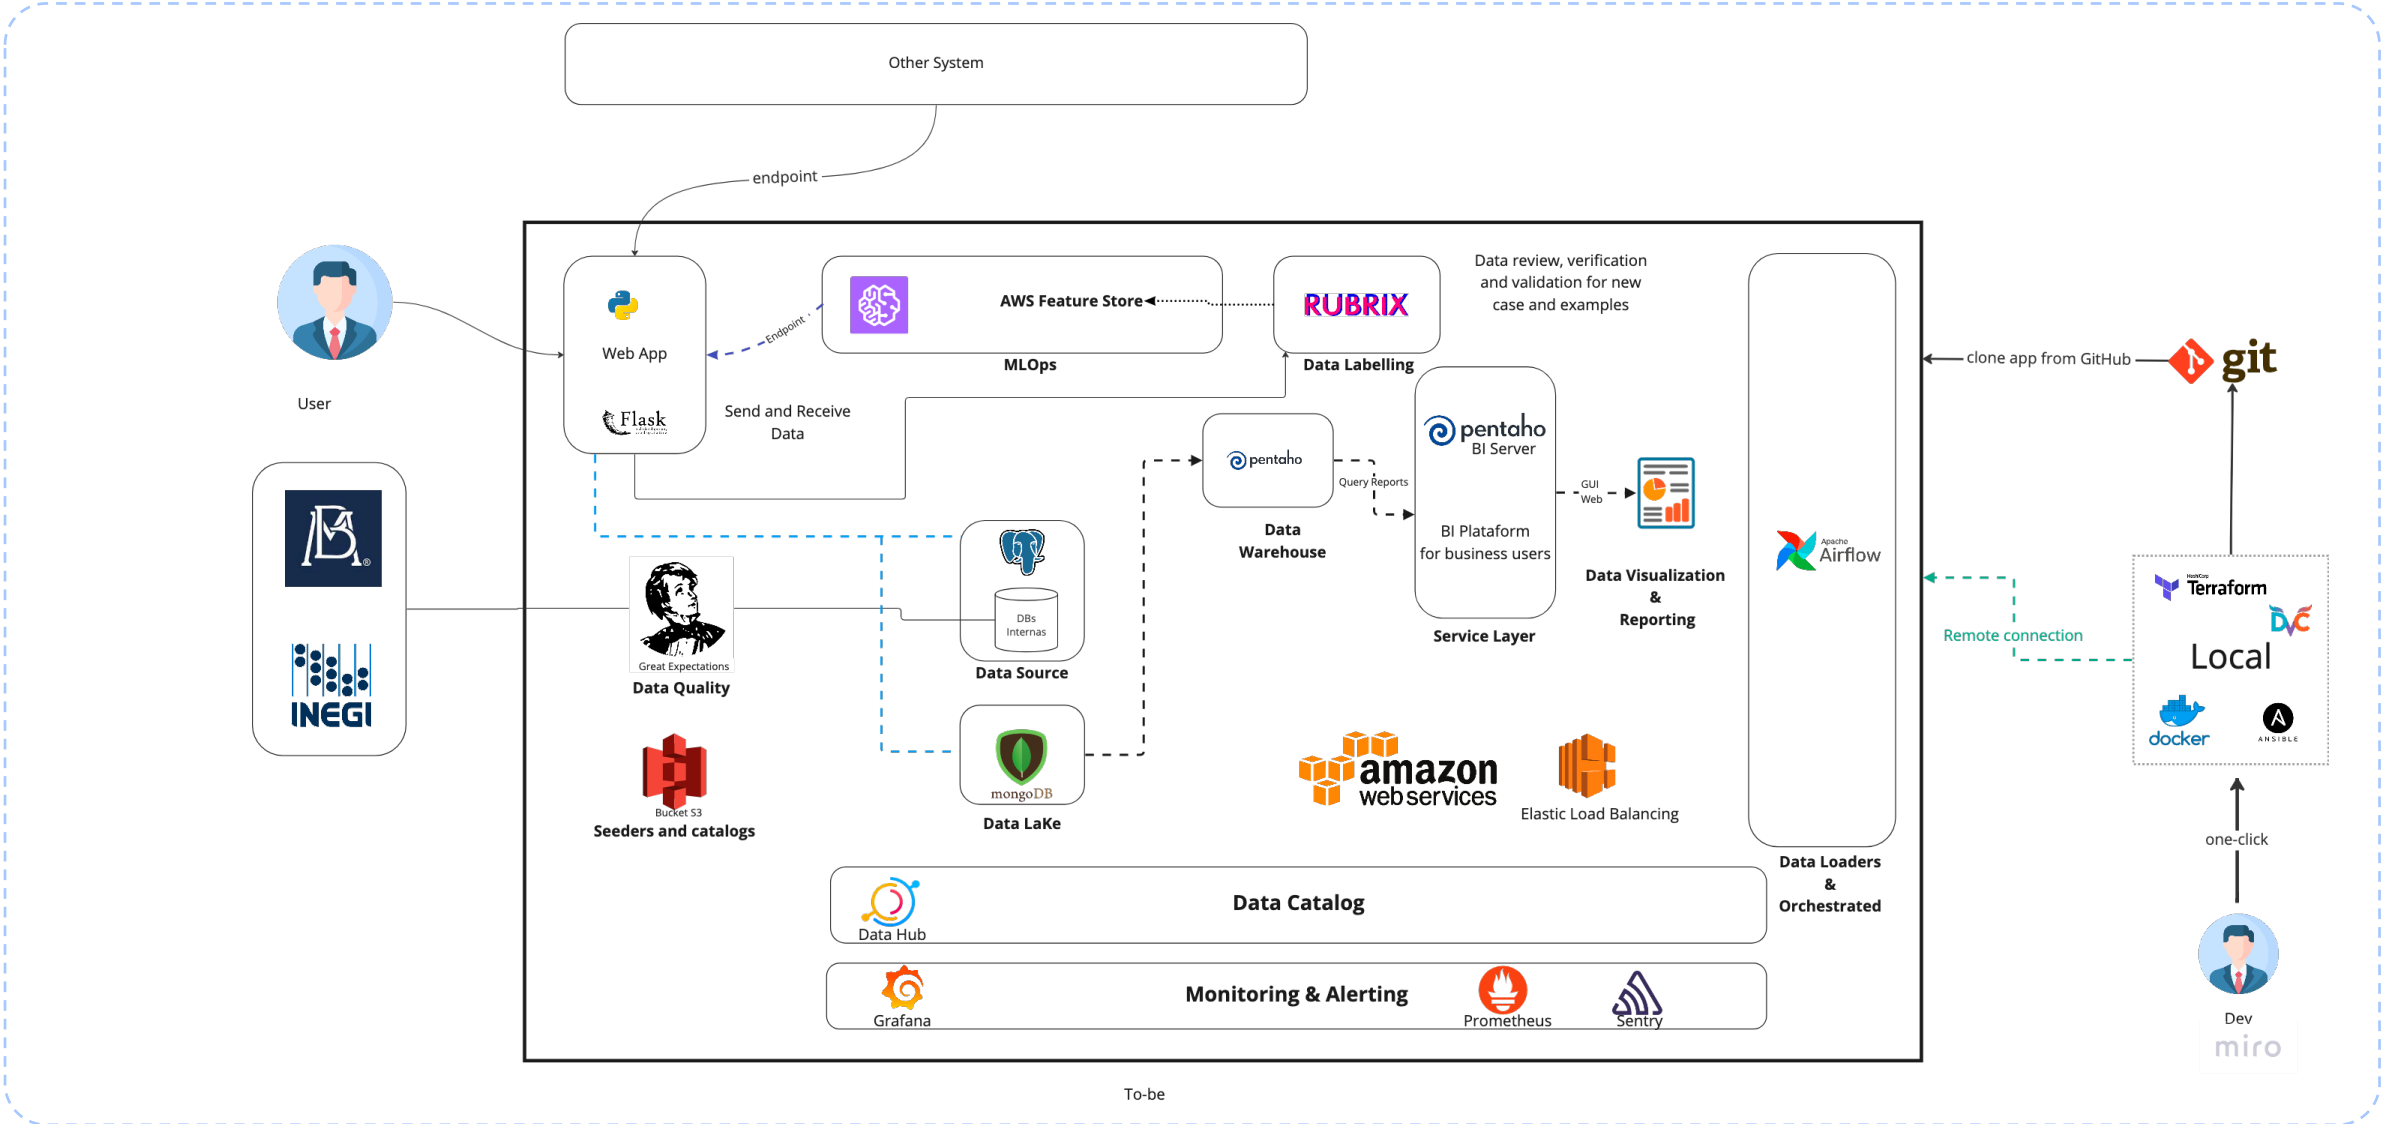 Other System
endpoint
User
Web App
Flask
Endpoint
Send and Receive
Data
AWS Feature Store
MLOps
RUBRIX
Data Labelling
Data review, verification
and validation for new
case and examples
pentaho
Data
Warehouse
Query Reports
pentaho
BI Server
BI Plataform
for business users
Service Layer
GUI
Web
Data Visualization
&
Reporting
Apache
Airflow
Data Loaders
&
Orchestrated
clone app from GitHub
git
Remote connection
HashiCorp
Terraform
DVC
Local
docker
ANSIBLE
one-click
Dev
miro
BM
®
INEGI
Great Expectations
Data Quality
Bucket S3
Seeders and catalogs
DBs
Internas
Data Source
mongoDB
Data LaKe
amazon
web services
Elastic Load Balancing
Data Hub
Data Catalog
Grafana
Monitoring & Alerting
Prometheus
Sentry
To-be